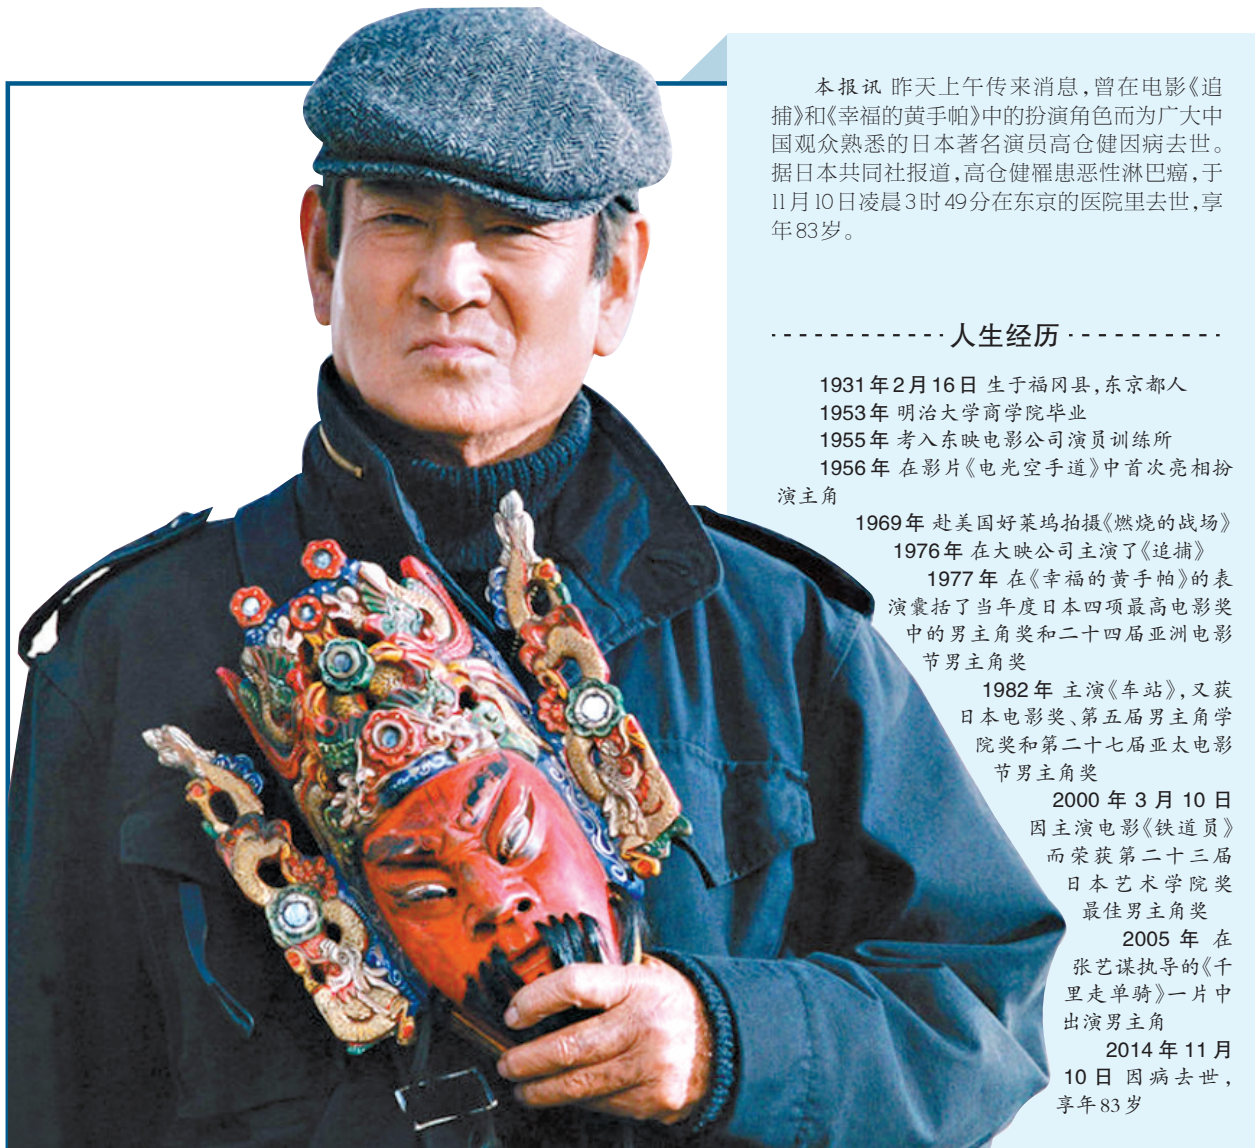 本报讯 昨天上午传来消息,曾在电影《追
捕》和《幸福的黄手帕》中的扮演角色而为广大中
国观众熟悉的日本著名演员高仓健因病去世。
据日本共同社报道,高仓健罹患恶性淋巴癌,于
11月10日凌晨3时49分在东京的医院里去世,享
年83岁。
人生经历
1931年2月16日 生于福冈县,东京都人
1953年 明治大学商学院毕业
1955年 考入东映电影公司演员训练所
1956年 在影片《电光空手道》中首次亮相扮
演主角
1969年 赴美国好莱坞拍摄《燃烧的战场》
1976年 在大映公司主演了《追捕》
1977年 在《幸福的黄手帕》的表
演囊括了当年度日本四项最高电影奖
中的男主角奖和二十四届亚洲电影
节男主角奖
1982年 主演《车站》,又获
日本电影奖、第五届男主角学
院奖和第二十七届亚太电影
节男主角奖
2000年3月10日
因主演电影《铁道员》
而荣获第二十三届
日本艺术学院奖
最佳男主角奖
2005年 在
张艺谋执导的《千
里走单骑》一片中
出演男主角
2014年11月
10日 因病去世,
享年83岁